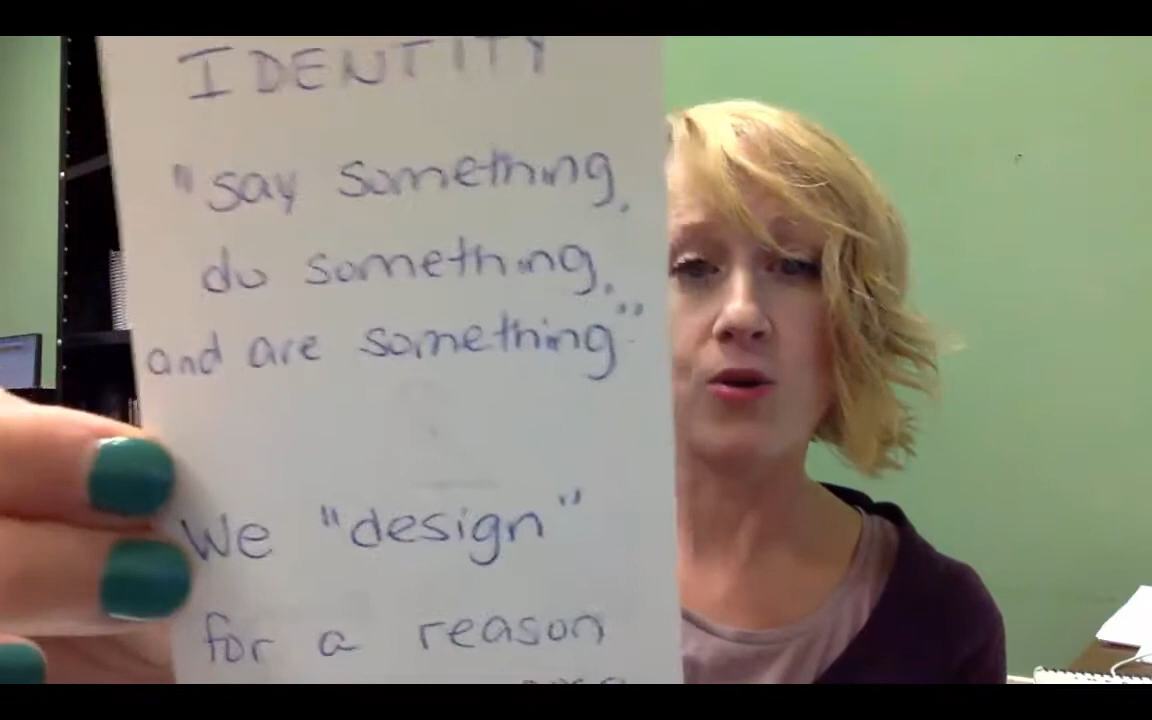 IDENTITY
"say something,
do something,
and are something"
We "design"
for a reason